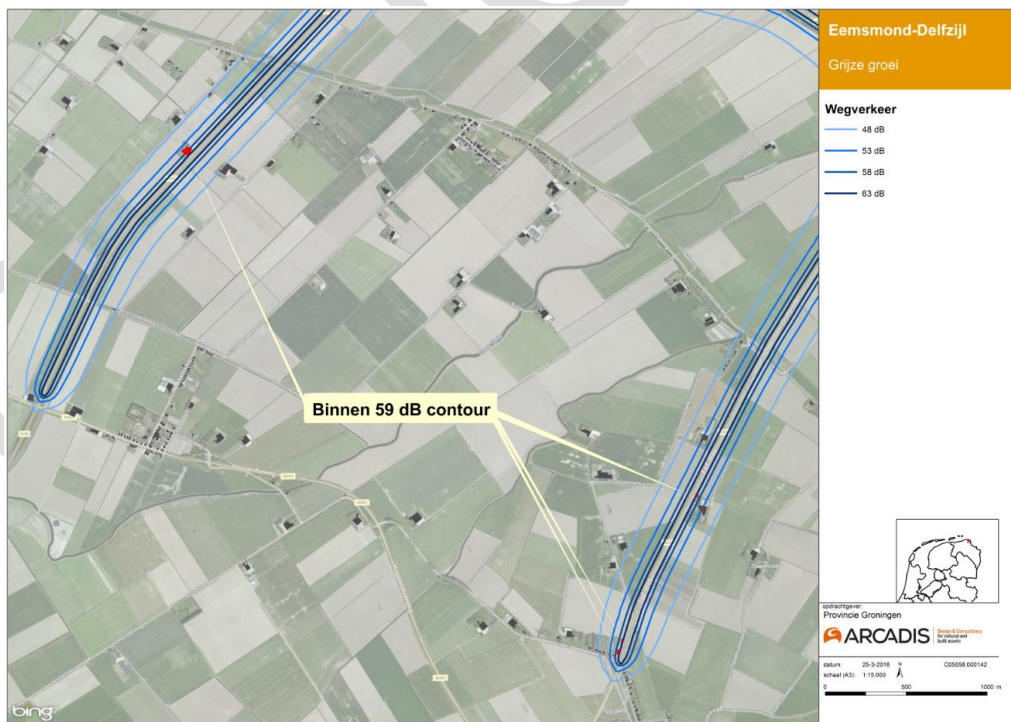 Eemsmond-Delfzijl
Grijze groei
Wegverkeer
48 dB
53 dB
58 dB
63 dB
Binnen 59 dB contour
opdrachtgever:
Provincie Groningen
ARCADIS
Design & Consultancy
for natural and
built assets
datum: 25-3-2016 N C05058.000142
schaal (A3): 1:15.000
0 500 1000 m
bing